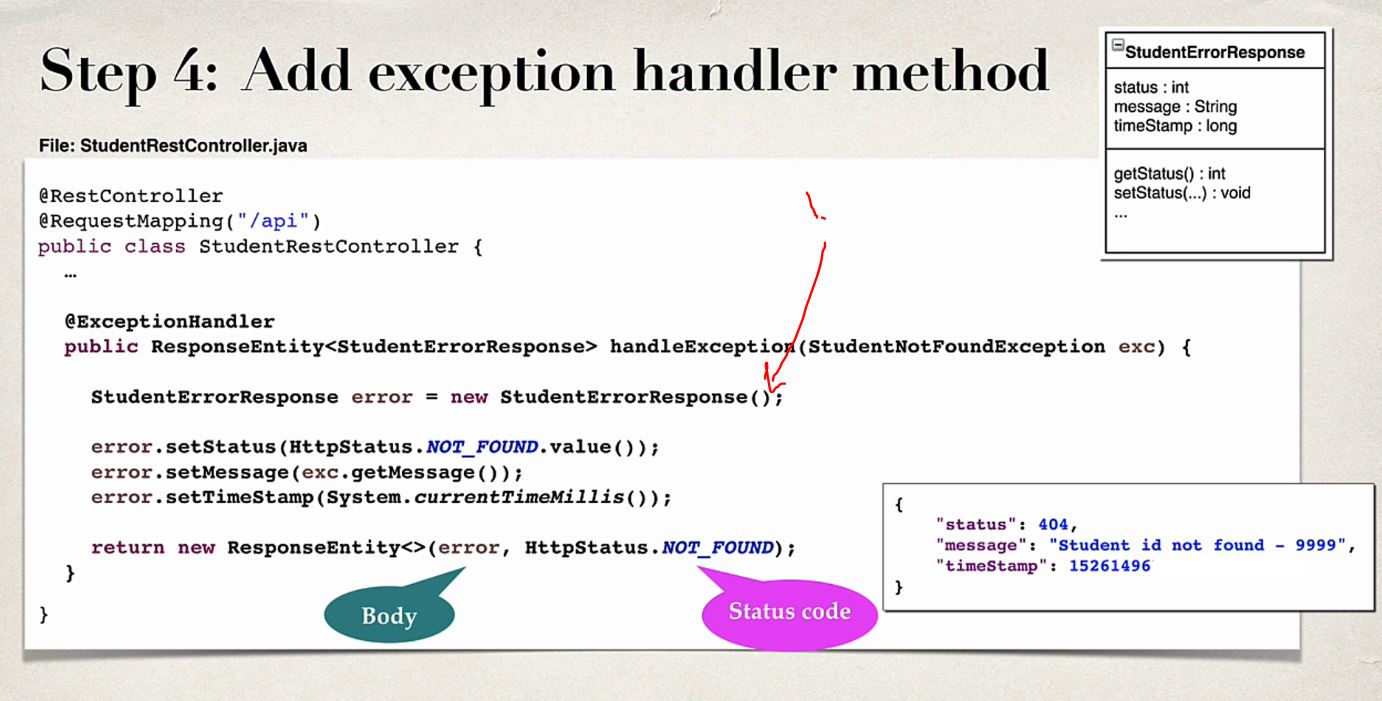 Step 4: Add exception handler method
StudentErrorResponse
status : int
message : String
timeStamp : long
getStatus() : int
setStatus(...) : void
...
File: StudentRestController.java
@RestController
@RequestMapping("/api")
public class StudentRestController {
…
@ExceptionHandler
public ResponseEntity<StudentErrorResponse> handleException(StudentNotFoundException exc) {
StudentErrorResponse error = new StudentErrorResponse();
error.setStatus(HttpStatus.NOT_FOUND.value());
error.setMessage(exc.getMessage());
error.setTimeStamp(System.currentTimeMillis());
return new ResponseEntity<>(error, HttpStatus.NOT_FOUND);
}
}
Body
Status code
{
"status": 404,
"message": "Student id not found - 9999",
"timeStamp": 15261496
}